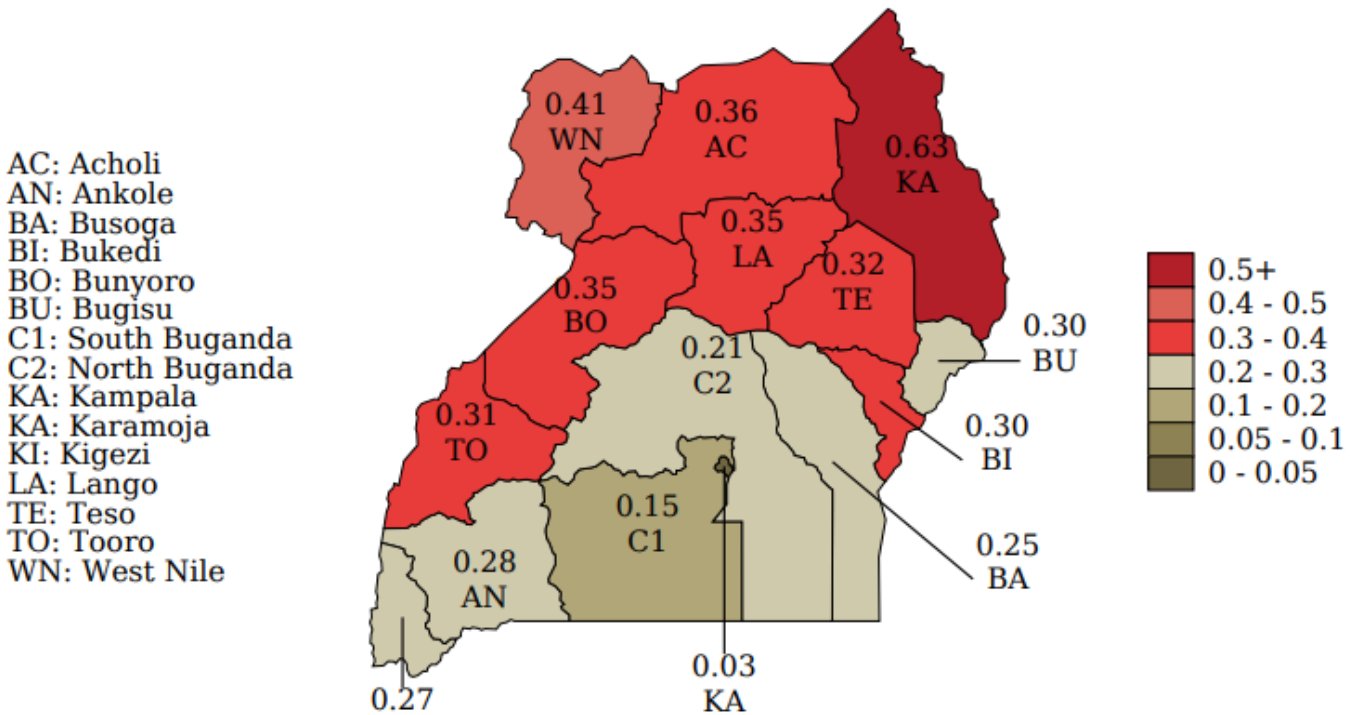 AC: Acholi
AN: Ankole
BA: Busoga
BI: Bukedi
BO: Bunyoro
BU: Bugisu
C1: South Buganda
C2: North Buganda
KA: Kampala
KA: Karamoja
KI: Kigezi
LA: Lango
TE: Teso
TO: Tooro
WN: West Nile
0.41
WN
0.36
AC
0.63
KA
0.35
LA
0.32
TE
0.35
BO
0.30
BU
0.21
C2
0.31
TO
0.30
BI
0.15
C1
0.25
BA
0.28
AN
0.03
KA
0.27
0.5+
0.4 - 0.5
0.3 - 0.4
0.2 - 0.3
0.1 - 0.2
0.05 - 0.1
0 - 0.05